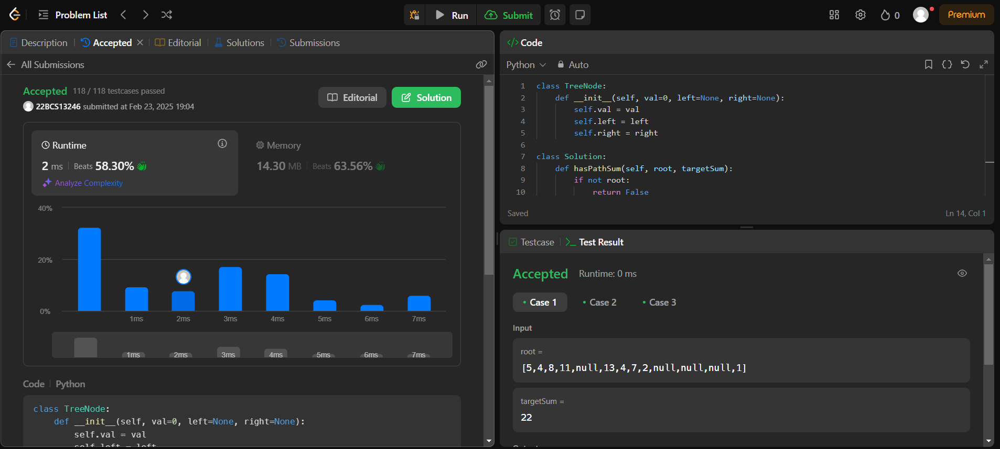 Problem List
Run
Submit
0
Premium
Description
Accepted
Editorial
Solutions
Submissions
All Submissions
Accepted 118 / 118 testcases passed
22BCS13246 submitted at Feb 23, 2025 19:04
Editorial
Solution
Runtime
2 ms
Beats 58.30%
Analyze Complexity
Memory
14.30 MB
Beats 63.56%
40%
20%
0%
1ms 2ms 3ms 4ms 5ms 6ms 7ms
1ms 2ms 3ms 4ms 5ms 6ms 7ms
Code Python
class TreeNode:
def __init__(self, val=0, left=None, right=None):
self.val = val
self.left = left
Code
Python Auto
1 class TreeNode:
2 def __init__(self, val=0, left=None, right=None):
3 self.val = val
4 self.left = left
5 self.right = right
6
7 class Solution:
8 def hasPathSum(self, root, targetSum):
9 if not root:
10 return False
Saved
Ln 14, Col 1
Testcase
Test Result
Accepted Runtime: 0 ms
Case 1
Case 2
Case 3
Input
root =
[5,4,8,11,null,13,4,7,2,null,null,null,1]
targetSum =
22